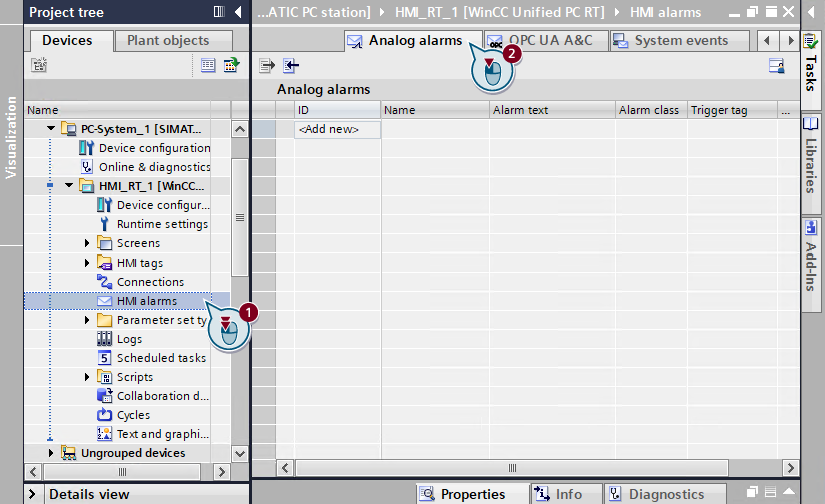 Project tree
...ATIC PC station] HMI_RT_1 [WinCC Unified PC RT] HMI alarms
Devices
Plant objects
Analog alarms
OPC UA A&C
System events
2
Visualization
Analog alarms
Name
ID
Name
Alarm text
Alarm class
Trigger tag
...
<Add new>
PC-System_1 [SIMAT...
Device configuration
Online & diagnostics
HMI_RT_1 [WinCC...
Device configur...
Runtime settings
Screens
HMI tags
Connections
HMI alarms
1
Parameter set ty
Logs
Scheduled tasks
Scripts
Collaboration d...
Cycles
Text and graphi...
Ungrouped devices
Details view
Properties
Info
Diagnostics
Tasks
Libraries
Add-Ins